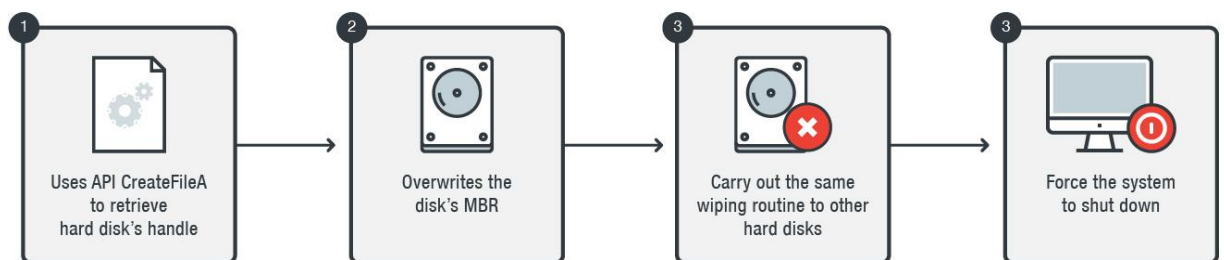 1
Uses API CreateFileA
to retrieve
hard disk's handle
2
Overwrites the
disk's MBR
3
Carry out the same
wiping routine to other
hard disks
3
Force the system
to shut down